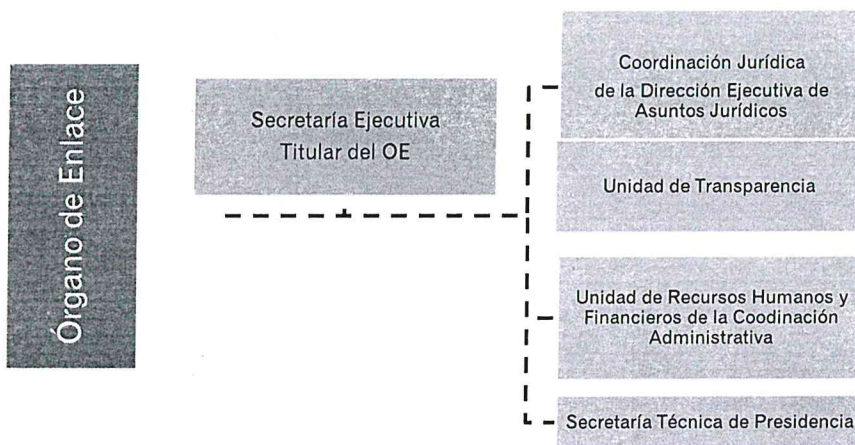 Órgano de Enlace
Secretaría Ejecutiva
Titular del OE
Coordinación Jurídica
de la Dirección Ejecutiva de
Asuntos Jurídicos
Unidad de Transparencia
Unidad de Recursos Humanos y
Financieros de la Coodinación
Administrativa
Secretaría Técnica de Presidencia